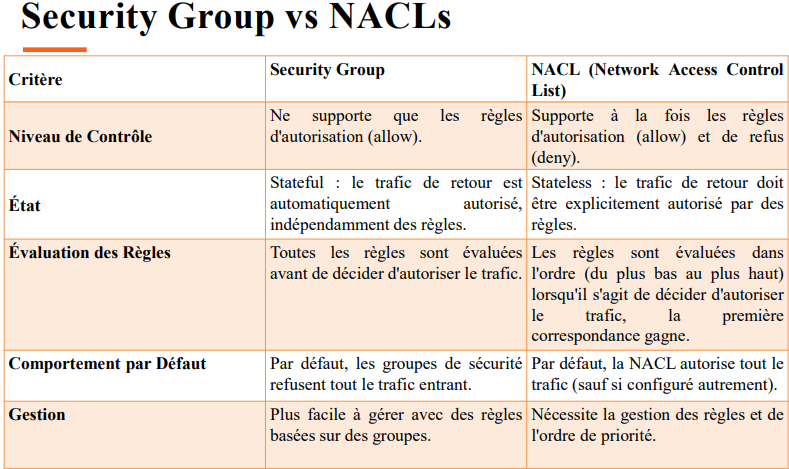 Security Group vs NACLs
Critère
Security Group
NACL (Network Access Control
List)
Niveau de Contrôle
Ne supporte que les règles
d'autorisation (allow).
Supporte à la fois les règles
d'autorisation (allow) et de refus
(deny).
État
Stateful : le trafic de retour est
automatiquement autorisé,
indépendamment des règles.
Stateless : le trafic de retour doit
être explicitement autorisé par des
règles.
Évaluation des Règles
Toutes les règles sont évaluées
avant de décider d'autoriser le trafic.
Les règles sont évaluées dans
l'ordre (du plus bas au plus haut)
lorsqu'il s'agit de décider d'autoriser
le trafic, la première
correspondance gagne.
Comportement par Défaut
Par défaut, les groupes de sécurité
refusent tout le trafic entrant.
Par défaut, la NACL autorise tout le
trafic (sauf si configuré autrement).
Gestion
Plus facile à gérer avec des règles
basées sur des groupes.
Nécessite la gestion des règles et de
l'ordre de priorité.